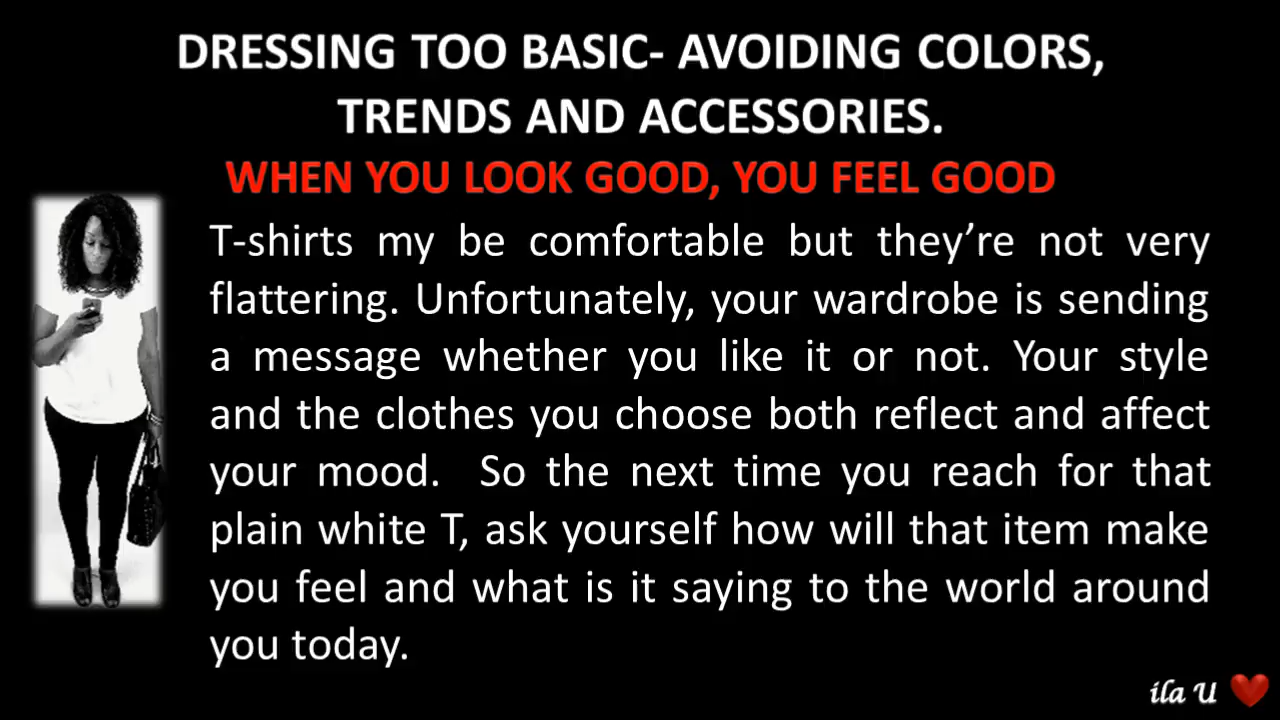 DRESSING TOO BASIC- AVOIDING COLORS,
TRENDS AND ACCESSORIES.
WHEN YOU LOOK GOOD, YOU FEEL GOOD
T-shirts my be comfortable but they’re not very
flattering. Unfortunately, your wardrobe is sending
a message whether you like it or not. Your style
and the clothes you choose both reflect and affect
your mood.  So the next time you reach for that
plain white T, ask yourself how will that item make
you feel and what is it saying to the world around
you today.
ila U ❤